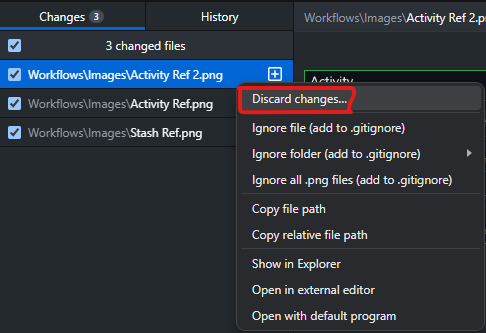 Changes 3
History
Workflows\Images\Activity Ref 2.p
3 changed files
Workflows\Images\Activity Ref 2.png
Activity
Workflows\Images\Activity Ref.png
Workflows\Images\Stash Ref.png
Discard changes...
Ignore file (add to .gitignore)
Ignore folder (add to .gitignore)
Ignore all .png files (add to .gitignore)
Copy file path
Copy relative file path
Show in Explorer
Open in external editor
Open with default program